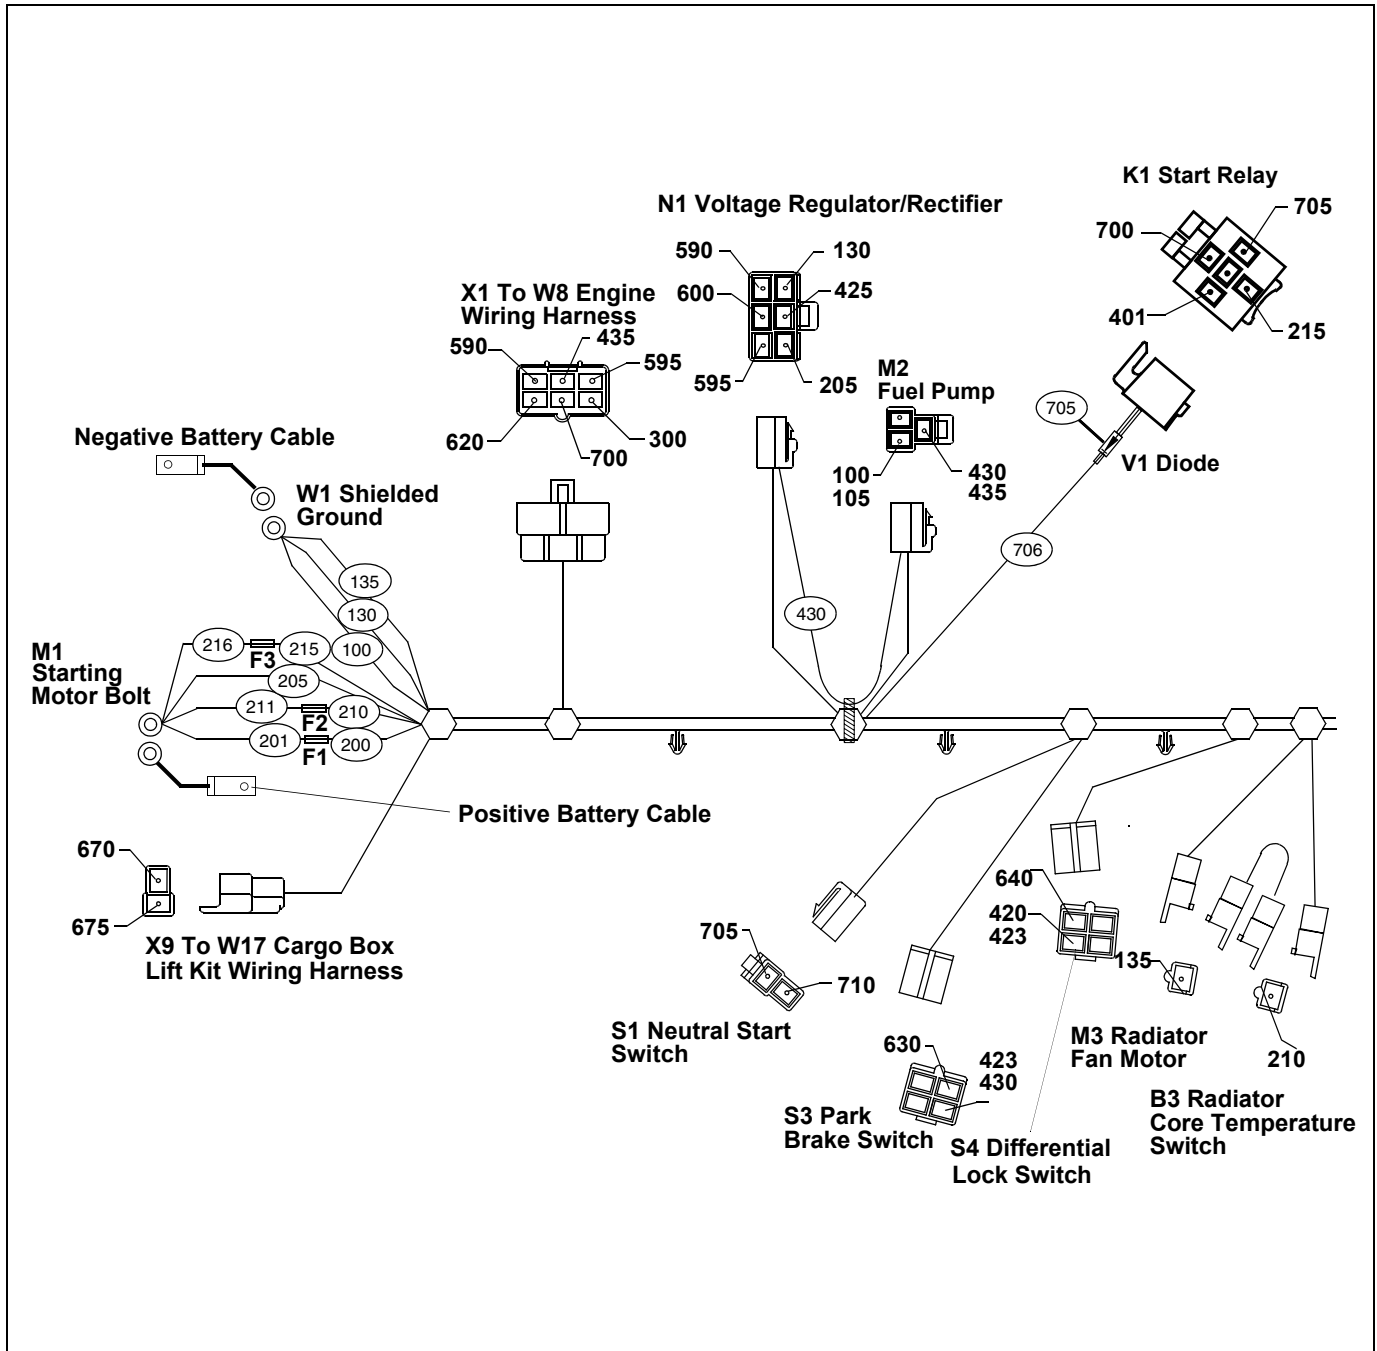 K1 Start Relay
705
700
401
215
N1 Voltage Regulator/Rectifier
590
130
600
425
595
205
X1 To W8 Engine
Wiring Harness
435
590
595
620
700
300
M2
Fuel Pump
100
105
430
435
705
V1 Diode
706
430
Negative Battery Cable
W1 Shielded
Ground
135
130
100
M1
Starting
Motor Bolt
216
F3
215
205
211
F2
210
201
F1
200
Positive Battery Cable
670
675
X9 To W17 Cargo Box
Lift Kit Wiring Harness
705
710
S1 Neutral Start
Switch
630
423
430
S3 Park
Brake Switch
640
420
423
S4 Differential
Lock Switch
135
M3 Radiator
Fan Motor
210
B3 Radiator
Core Temperature
Switch